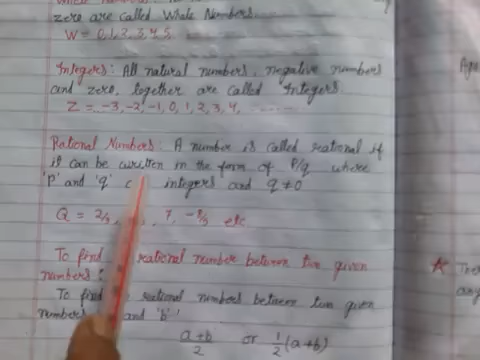 zero are called Whole Numbers.
W = 0,1,2,3,4,5
Integers: All natural numbers, negative numbers
and zero, together are called Integers
Z = ... -3, -2, -1, 0, 1, 2, 3, 4, ......
Rational Numbers: A number is called rational if
it can be written in the form of P/q, where
'P' and 'q' integers and q ≠ 0
Q = 2/3, 7, etc
To find rational number between two given
numbers:
To find rational numbers between two given
numbers and 'b'
a+b/2 or 1/2(a+b)